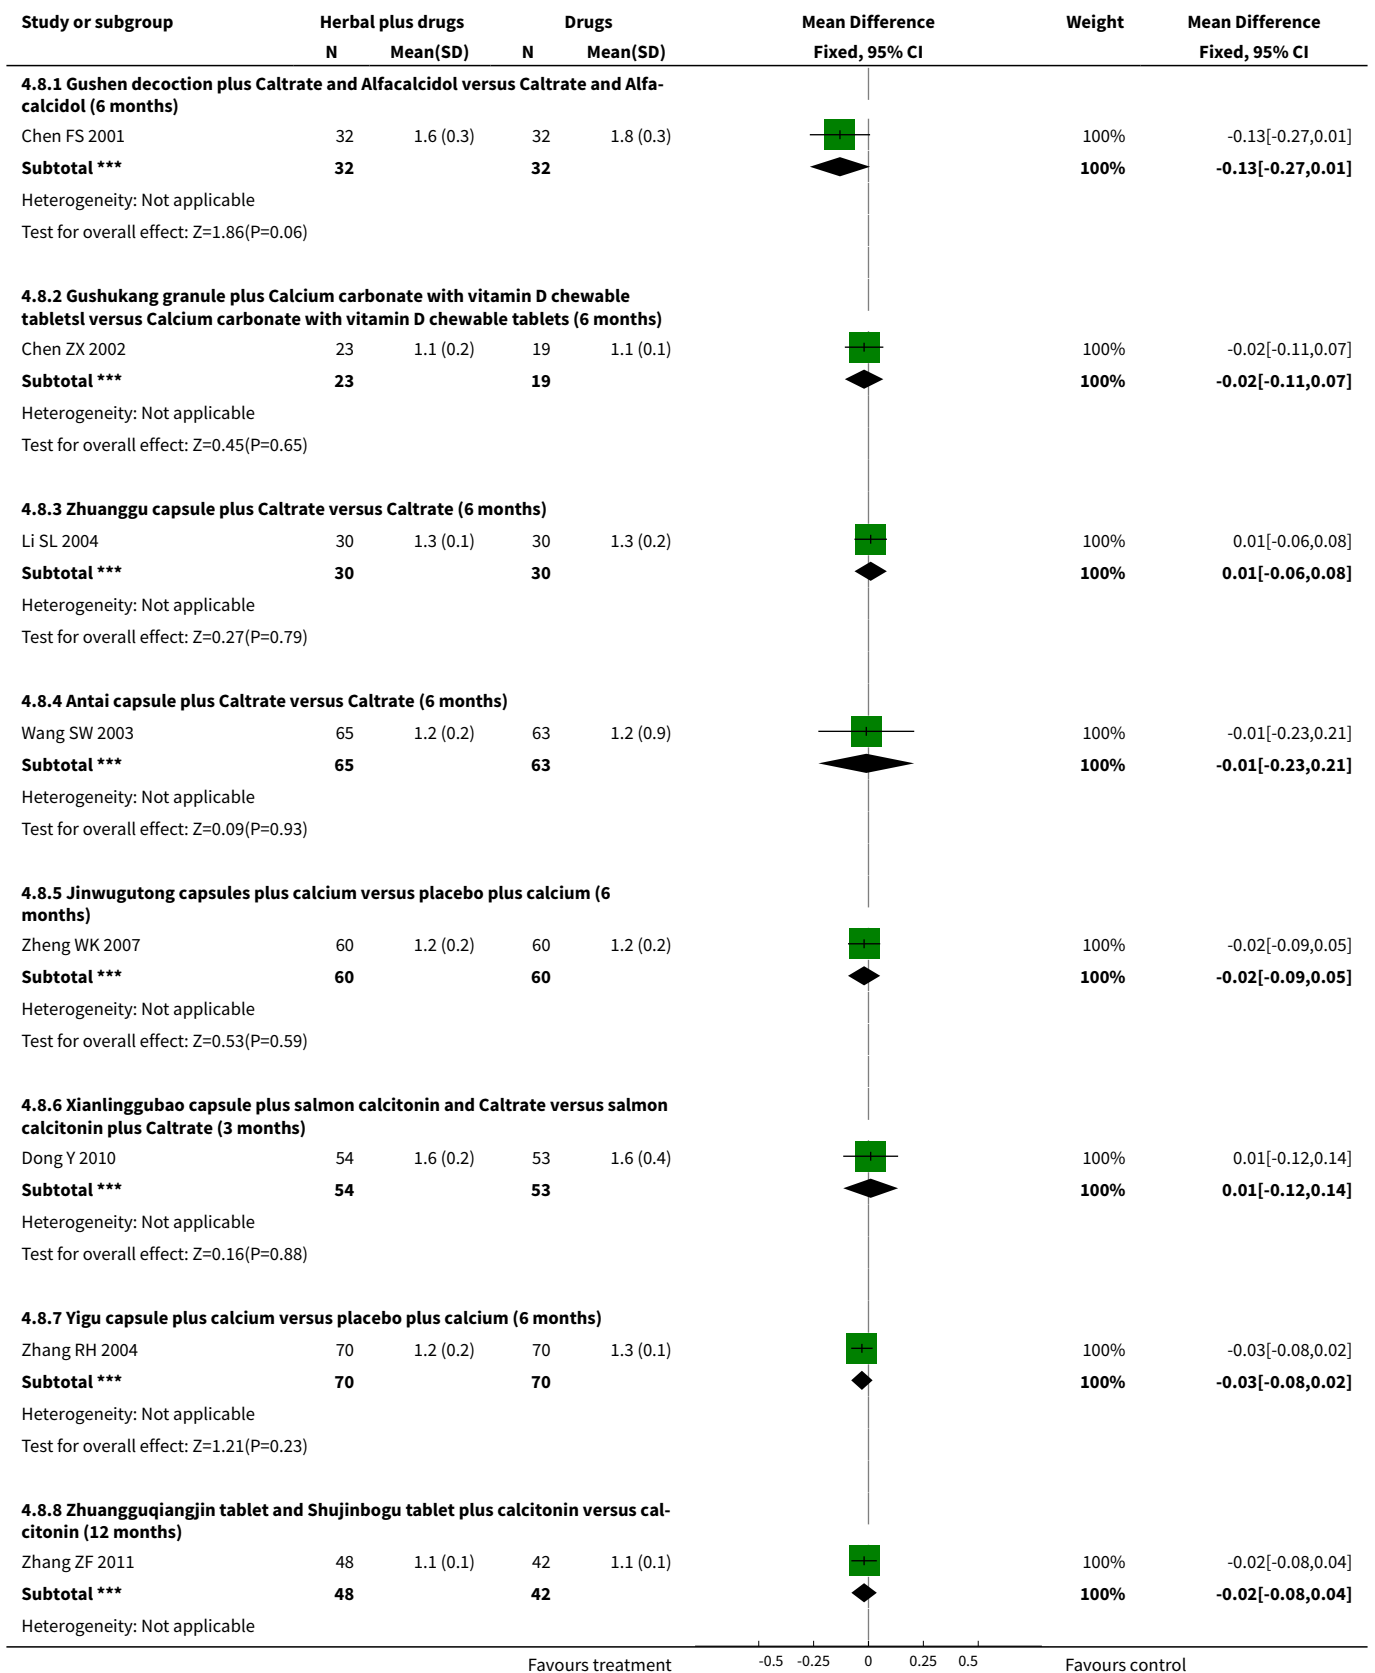 Study or subgroup Herbal plus drugs Drugs Mean Difference Weight Mean Difference
N Mean(SD) N Mean(SD) Fixed, 95% CI Fixed, 95% CI
4.8.1 Gushen decoction plus Caltrate and Alfacalcidol versus Caltrate and Alfa-
calcidol (6 months)
Chen FS 2001 32 1.6 (0.3) 32 1.8 (0.3) 100% -0.13[-0.27,0.01]
Subtotal *** 32 32 100% -0.13[-0.27,0.01]
Heterogeneity: Not applicable
Test for overall effect: Z=1.86(P=0.06)
4.8.2 Gushukang granule plus Calcium carbonate with vitamin D chewable
tabletsl versus Calcium carbonate with vitamin D chewable tablets (6 months)
Chen ZX 2002 23 1.1 (0.2) 19 1.1 (0.1) 100% -0.02[-0.11,0.07]
Subtotal *** 23 19 100% -0.02[-0.11,0.07]
Heterogeneity: Not applicable
Test for overall effect: Z=0.45(P=0.65)
4.8.3 Zhuanggu capsule plus Caltrate versus Caltrate (6 months)
Li SL 2004 30 1.3 (0.1) 30 1.3 (0.2) 100% 0.01[-0.06,0.08]
Subtotal *** 30 30 100% 0.01[-0.06,0.08]
Heterogeneity: Not applicable
Test for overall effect: Z=0.27(P=0.79)
4.8.4 Antai capsule plus Caltrate versus Caltrate (6 months)
Wang SW 2003 65 1.2 (0.2) 63 1.2 (0.9) 100% -0.01[-0.23,0.21]
Subtotal *** 65 63 100% -0.01[-0.23,0.21]
Heterogeneity: Not applicable
Test for overall effect: Z=0.09(P=0.93)
4.8.5 Jinwugutong capsules plus calcium versus placebo plus calcium (6
months)
Zheng WK 2007 60 1.2 (0.2) 60 1.2 (0.2) 100% -0.02[-0.09,0.05]
Subtotal *** 60 60 100% -0.02[-0.09,0.05]
Heterogeneity: Not applicable
Test for overall effect: Z=0.53(P=0.59)
4.8.6 Xianlinggubao capsule plus salmon calcitonin and Caltrate versus salmon
calcitonin plus Caltrate (3 months)
Dong Y 2010 54 1.6 (0.2) 53 1.6 (0.4) 100% 0.01[-0.12,0.14]
Subtotal *** 54 53 100% 0.01[-0.12,0.14]
Heterogeneity: Not applicable
Test for overall effect: Z=0.16(P=0.88)
4.8.7 Yigu capsule plus calcium versus placebo plus calcium (6 months)
Zhang RH 2004 70 1.2 (0.2) 70 1.3 (0.1) 100% -0.03[-0.08,0.02]
Subtotal *** 70 70 100% -0.03[-0.08,0.02]
Heterogeneity: Not applicable
Test for overall effect: Z=1.21(P=0.23)
4.8.8 Zhuangguqiangjin tablet and Shujinbogu tablet plus calcitonin versus cal-
citonin (12 months)
Zhang ZF 2011 48 1.1 (0.1) 42 1.1 (0.1) 100% -0.02[-0.08,0.04]
Subtotal *** 48 42 100% -0.02[-0.08,0.04]
Heterogeneity: Not applicable
Favours treatment -0.5 -0.25 0 0.25 0.5 Favours control